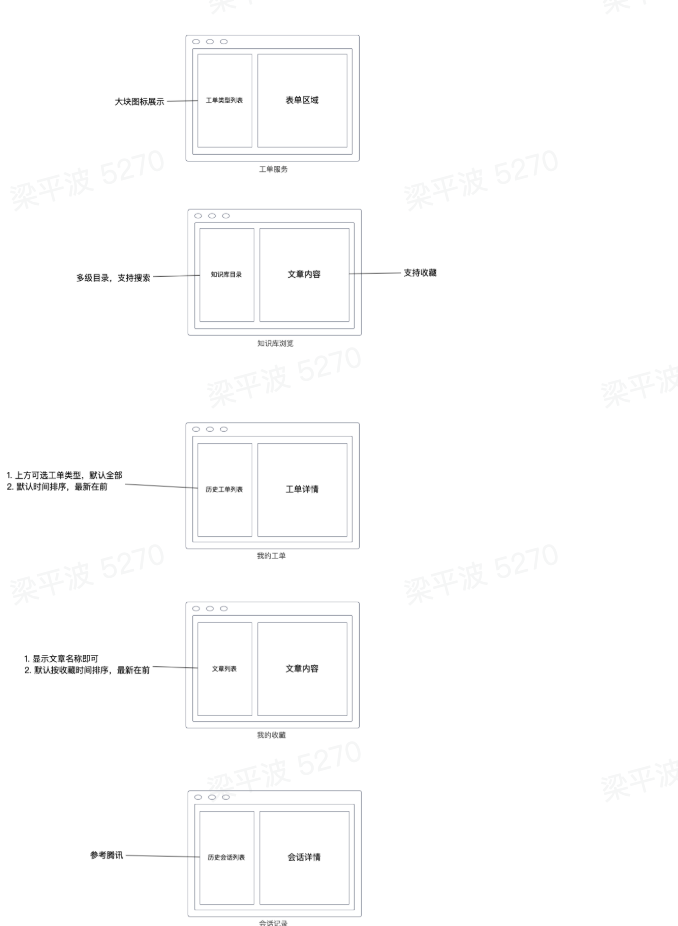 大块图标展示
工单类型列表
表单区域
工单服务
梁平波 5270
梁平波 5270
多级目录，支持搜索
知识库目录
文章内容
支持收藏
知识库浏览
梁平波 5270
梁平波
1. 上方可选工单类型，默认全部
2. 默认时间排序，最新在前
历史工单列表
工单详情
我的工单
梁平波 5270
梁平波 5270
1. 显示文章名称即可
2. 默认按收藏时间排序，最新在前
文章列表
文章内容
我的收藏
梁平波 5270
梁平波
参考腾讯
历史会话列表
会话详情
会话记录